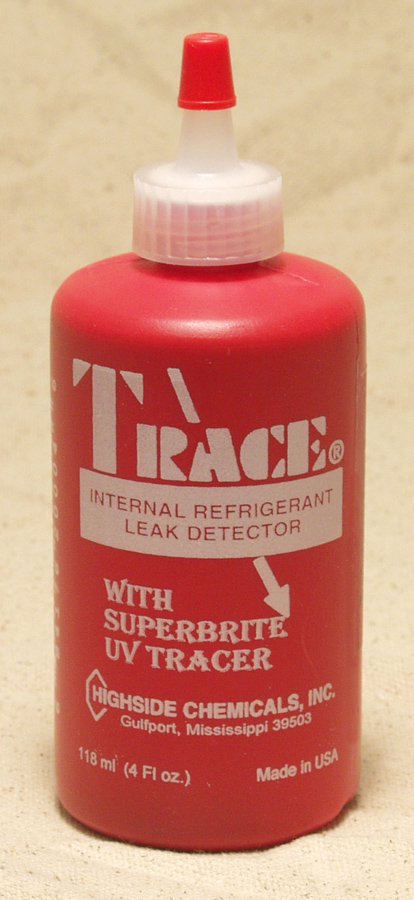 TRACE®
INTERNAL REFRIGERANT
LEAK DETECTOR
WITH
SUPERBRITE
UV TRACER
HIGHSIDE CHEMICALS, INC.
Gulfport, Mississippi 39503
118 ml (4 Fl oz.)
Made in USA